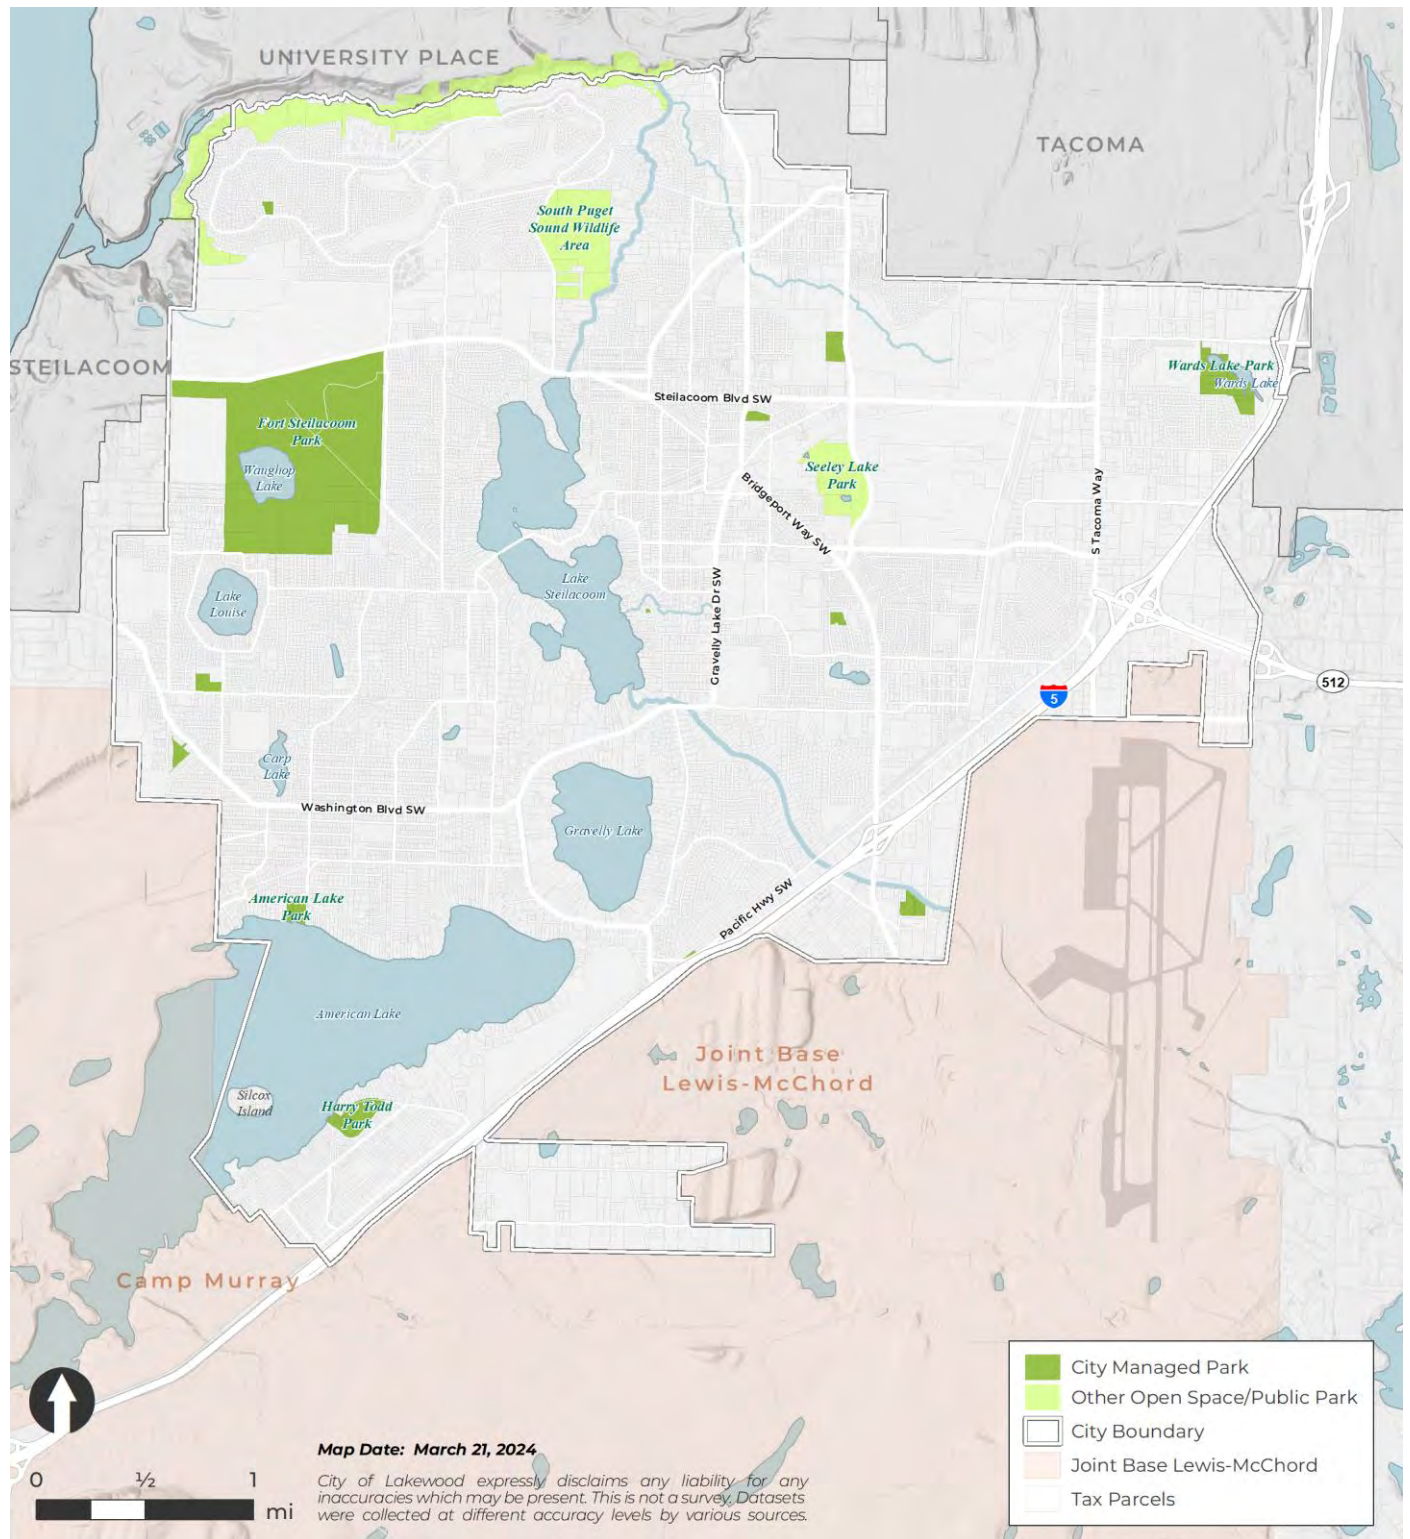 UNIVERSITY PLACE
TACOMA
South Puget
Sound Wildlife
Area
STEILACOOM
Wards Lake Park
Wards Lake
Steilacoom Blvd SW
Fort Steilacoom
Park
Waughop
Lake
Seeley Lake
Park
Bridgeport Way SW
S Tacoma Way
Lake
Steilacoom
Lake
Louise
Gravelly Lake Dr SW
512
5
Carp
Lake
Washington Blvd SW
Gravelly Lake
American Lake
Park
Pacific Hwy SW
American Lake
Joint Base
Lewis-McChord
Silcox
Island
Harry Todd
Park
Camp Murray
City Managed Park
Other Open Space/Public Park
City Boundary
Joint Base Lewis-McChord
Tax Parcels
Map Date: March 21, 2024
City of Lakewood expressly disclaims any liability for any
inaccuracies which may be present. This is not a survey. Datasets
were collected at different accuracy levels by various sources.
0 ½ 1
mi